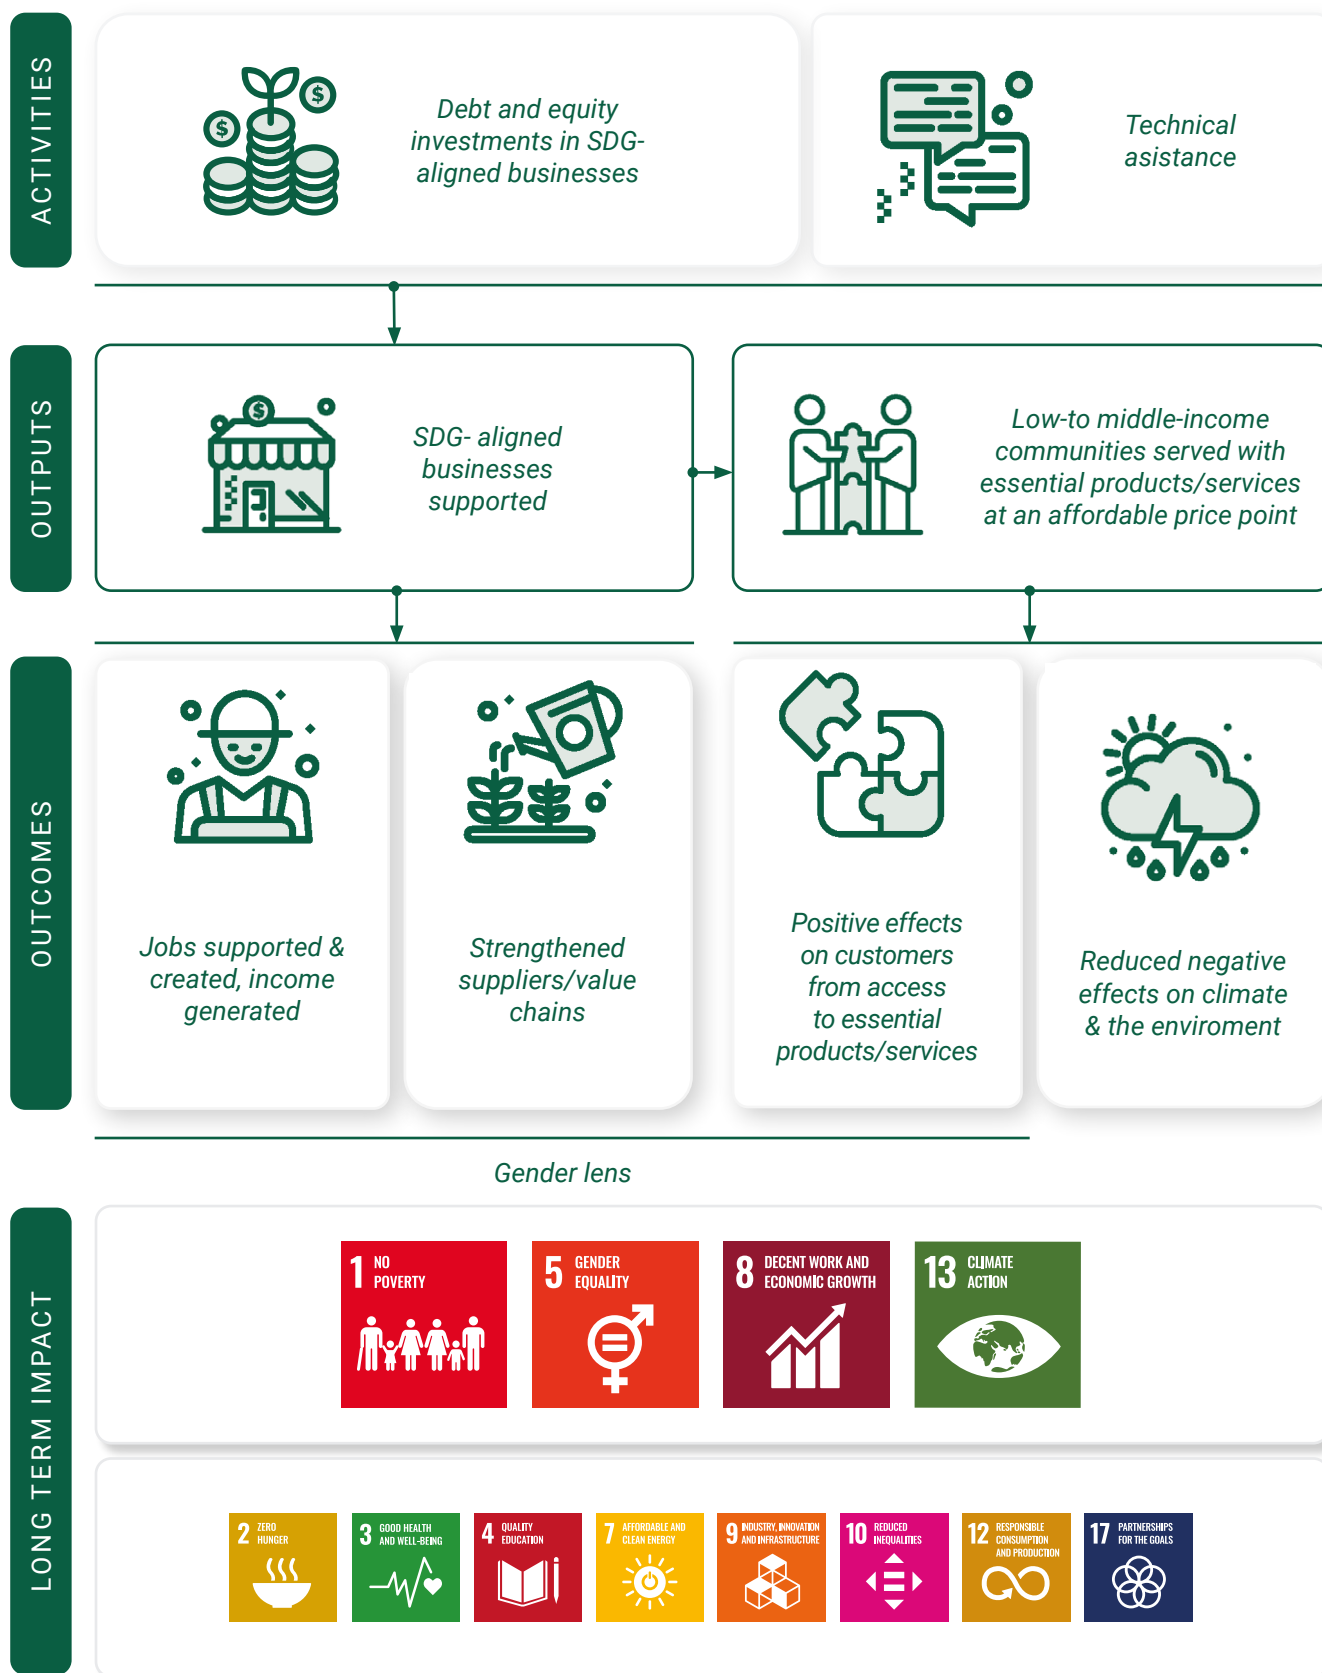 ACTIVITIES
$
$
Debt and equity
investments in SDG-
aligned businesses
Technical
asistance
OUTPUTS
$
SDG- aligned
businesses
supported
Low-to middle-income
communities served with
essential products/services
at an affordable price point
OUTCOMES
Jobs supported &
created, income
generated
Strengthened
suppliers/value
chains
Positive effects
on customers
from access
to essential
products/services
Reduced negative
effects on climate
& the enviroment
Gender lens
LONG TERM IMPACT
1 NO
POVERTY
5 GENDER
EQUALITY
8 DECENT WORK AND
ECONOMIC GROWTH
13 CLIMATE
ACTION
2 ZERO
HUNGER
3 GOOD HEALTH
AND WELL-BEING
4 QUALITY
EDUCATION
7 AFFORDABLE AND
CLEAN ENERGY
9 INDUSTRY, INNOVATION
AND INFRASTRUCTURE
10 REDUCED
INEQUALITIES
12 RESPONSIBLE
CONSUMPTION
AND PRODUCTION
17 PARTNERSHIPS
FOR THE GOALS